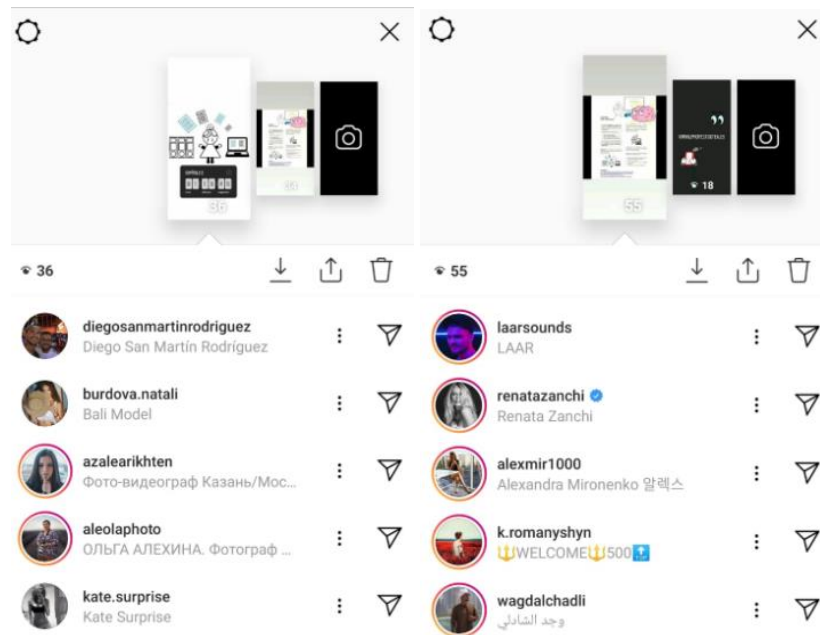 36
36
diegosanmartinrodriguez
Diego San Martín Rodríguez
burdova.natali
Bali Model
azalearikhten
Фото-видеограф Казань/Мос...
aleolaphoto
ОЛЬГА АЛЕХИНА. Фотограф ...
kate.surprise
Kate Surprise
55
18
55
laarsounds
LAAR
renatazanchi
Renata Zanchi
alexmir1000
Alexandra Mironenko 알렉스
k.romanyshyn
🔱WELCOME🔱500🔝
wagdalchadli
وجد الشادلي